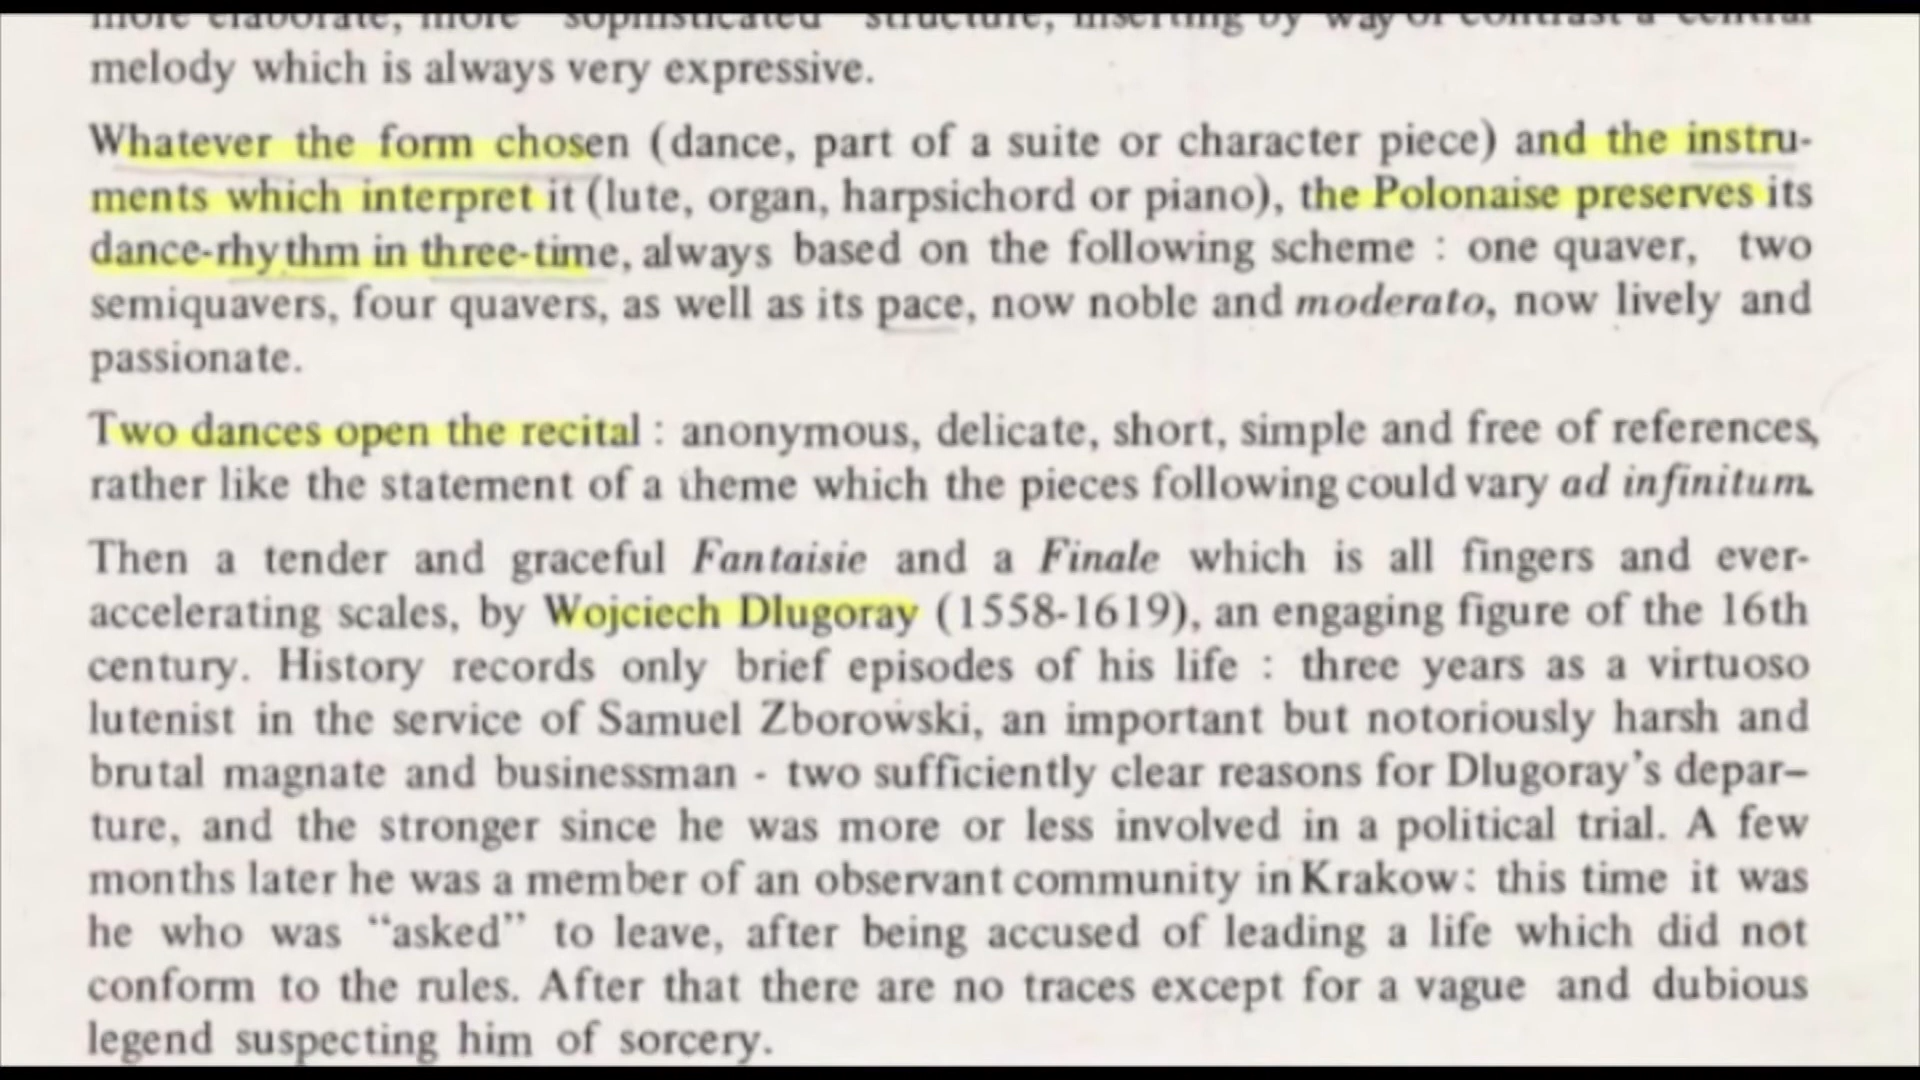 more elaborate, more "sophisticated" structure, inserting by way of contrast a central
melody which is always very expressive.
Whatever the form chosen (dance, part of a suite or character piece) and the instru-
ments which interpret it (lute, organ, harpsichord or piano), the Polonaise preserves its
dance-rhythm in three-time, always based on the following scheme : one quaver, two
semiquavers, four quavers, as well as its pace, now noble and moderato, now lively and
passionate.
Two dances open the recital : anonymous, delicate, short, simple and free of references,
rather like the statement of a theme which the pieces following could vary ad infinitum.
Then a tender and graceful Fantaisie and a Finale which is all fingers and ever-
accelerating scales, by Wojciech Dlugoray (1558-1619), an engaging figure of the 16th
century. History records only brief episodes of his life : three years as a virtuoso
lutenist in the service of Samuel Zborowski, an important but notoriously harsh and
brutal magnate and businessman - two sufficiently clear reasons for Dlugoray's depar–
ture, and the stronger since he was more or less involved in a political trial. A few
months later he was a member of an observant community in Krakow: this time it was
he who was “asked” to leave, after being accused of leading a life which did not
conform to the rules. After that there are no traces except for a vague and dubious
legend suspecting him of sorcery.